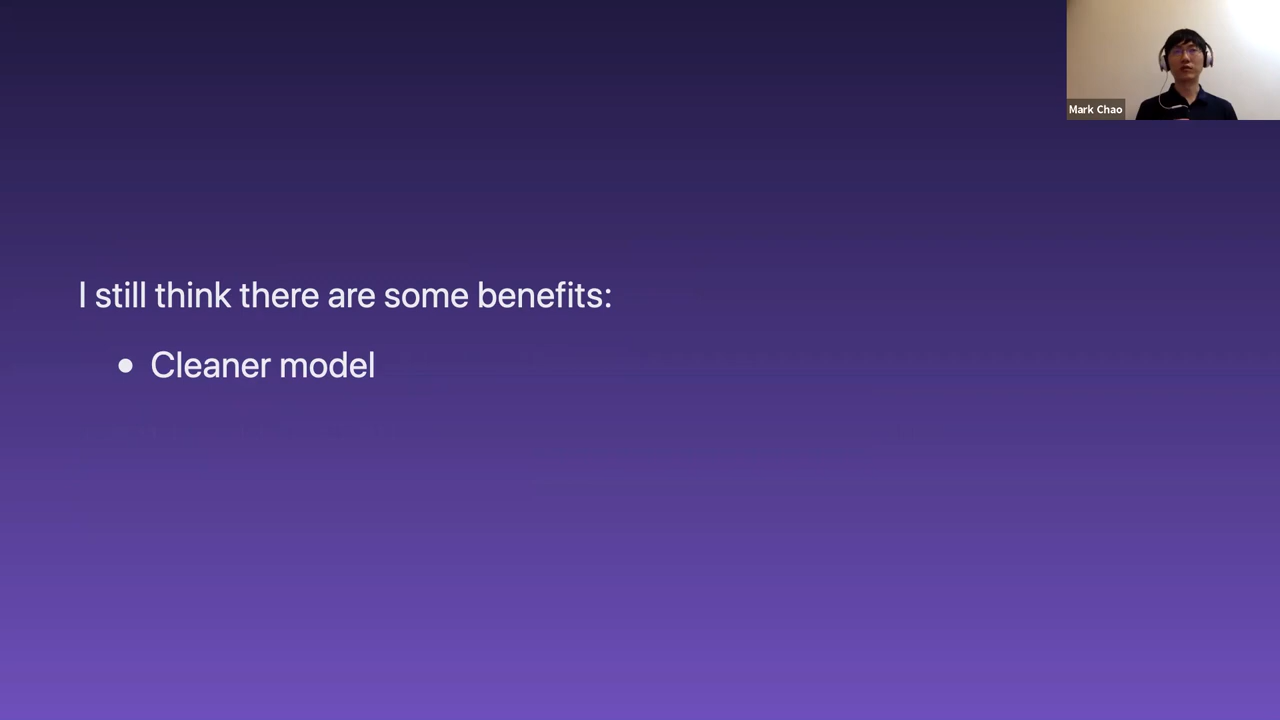 Mark Chao
I still think there are some benefits:
• Cleaner model